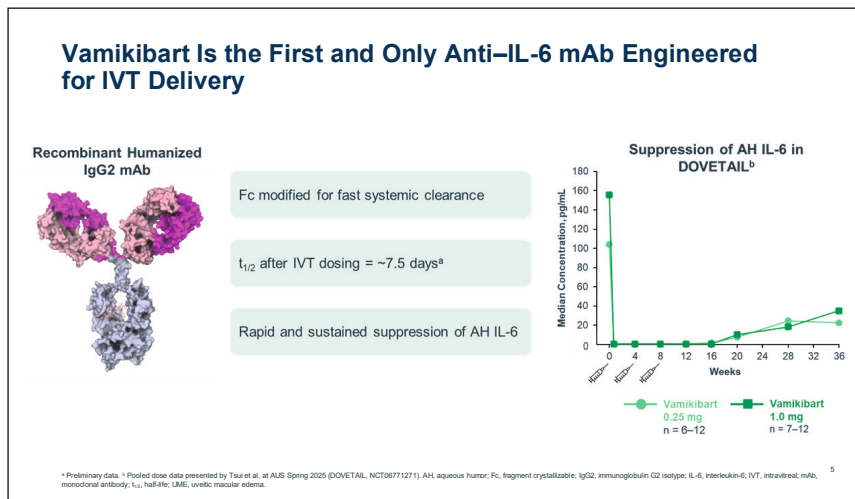 Vamikibart Is the First and Only Anti–IL-6 mAb Engineered
for IVT Delivery
Recombinant Humanized
IgG2 mAb
Fc modified for fast systemic clearance
t1/2 after IVT dosing = ~7.5 daysa
Rapid and sustained suppression of AH IL-6
Suppression of AH IL-6 in
DOVETAILb
Median Concentration, pg/mL
180
160
140
120
100
80
60
40
20
0
0 4 8 12 16 20 24 28 32 36
Weeks
Vamikibart
0.25 mg
n = 6–12
Vamikibart
1.0 mg
n = 7–12
a Preliminary data. b Pooled dose data presented by Tsui et al. at AUS Spring 2025 (DOVETAIL, NCT06771271). AH, aqueous humor; Fc, fragment crystallizable; IgG2, immunoglobulin G2 isotype; IL-6, interleukin-6; IVT, intravitreal; mAb,
monoclonal antibody; t1/2, half-life; UME, uveitic macular edema.
5